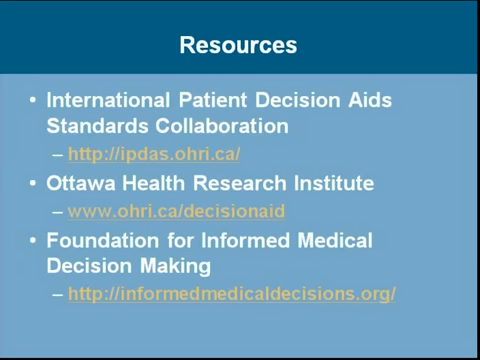 Resources
• International Patient Decision Aids
Standards Collaboration
– http://ipdas.ohri.ca/
• Ottawa Health Research Institute
– www.ohri.ca/decisionaid
• Foundation for Informed Medical
Decision Making
– http://informedmedicaldecisions.org/